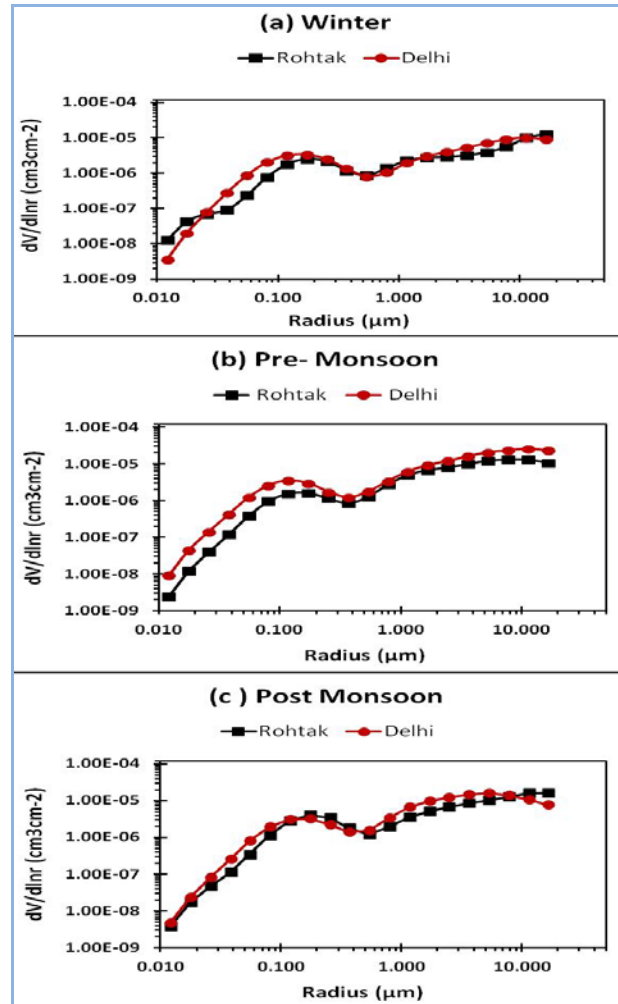 (a) Winter
Rohtak Delhi
dV/dlnr (cm3cm-2)
1.00E-04
1.00E-05
1.00E-06
1.00E-07
1.00E-08
1.00E-09
0.010 0.100 1.000 10.000
Radius (µm)
(b) Pre- Monsoon
Rohtak Delhi
dV/dlnr (cm3cm-2)
1.00E-04
1.00E-05
1.00E-06
1.00E-07
1.00E-08
1.00E-09
0.010 0.100 1.000 10.000
Radius (µm)
(c ) Post Monsoon
Rohtak Delhi
dV/dlnr (cm3cm-2)
1.00E-04
1.00E-05
1.00E-06
1.00E-07
1.00E-08
1.00E-09
0.010 0.100 1.000 10.000
Radius (µm)